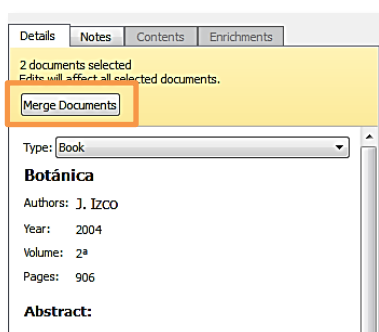 Details Notes Contents Enrichments
2 documents selected
Edits will affect all selected documents.
Merge Documents
Type: Book
Botánica
Authors: J. Izco
Year: 2004
Volume: 2ª
Pages: 906
Abstract: